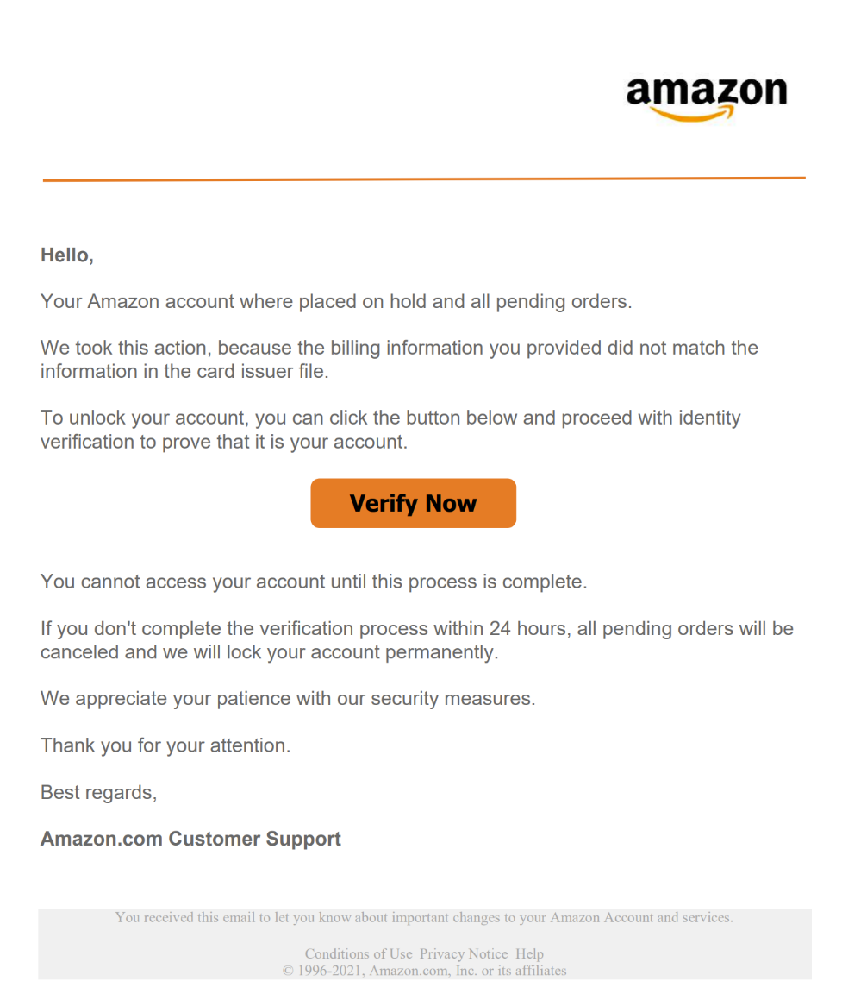 amazon
Hello,
Your Amazon account where placed on hold and all pending orders.
We took this action, because the billing information you provided did not match the
information in the card issuer file.
To unlock your account, you can click the button below and proceed with identity
verification to prove that it is your account.
Verify Now
You cannot access your account until this process is complete.
If you don't complete the verification process within 24 hours, all pending orders will be
canceled and we will lock your account permanently.
We appreciate your patience with our security measures.
Thank you for your attention.
Best regards,
Amazon.com Customer Support
You received this email to let you know about important changes to your Amazon Account and services.
Conditions of Use Privacy Notice Help
© 1996-2021, Amazon.com, Inc. or its affiliates